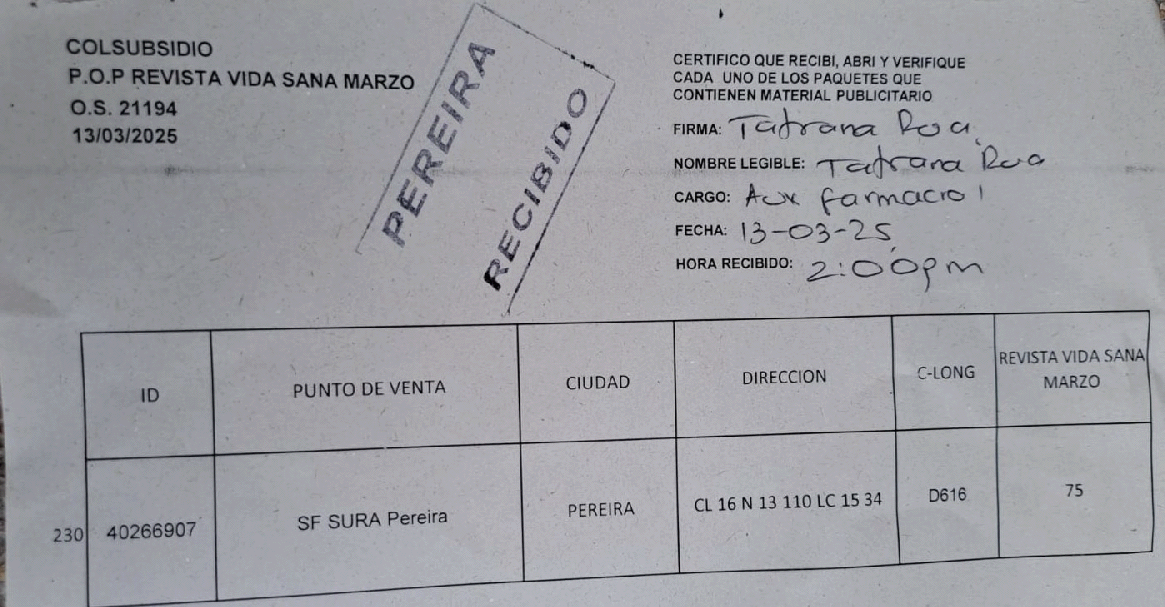 COLSUBSIDIO
P.O.P REVISTA VIDA SANA MARZO
O.S. 21194
13/03/2025
PEREIRA
RECIBIDO
CERTIFICO QUE RECIBI, ABRI Y VERIFIQUE
CADA UNO DE LOS PAQUETES QUE
CONTIENEN MATERIAL PUBLICITARIO
FIRMA: Tatiana Roa
NOMBRE LEGIBLE: Tatiana Roa
CARGO: Aux farmacial
FECHA: 13-03-25
HORA RECIBIDO: 2:00pm
ID PUNTO DE VENTA CIUDAD DIRECCION C-LONG REVISTA VIDA SANA
MARZO
230 40266907 SF SURA Pereira PEREIRA CL 16 N 13 110 LC 15 34 D616 75